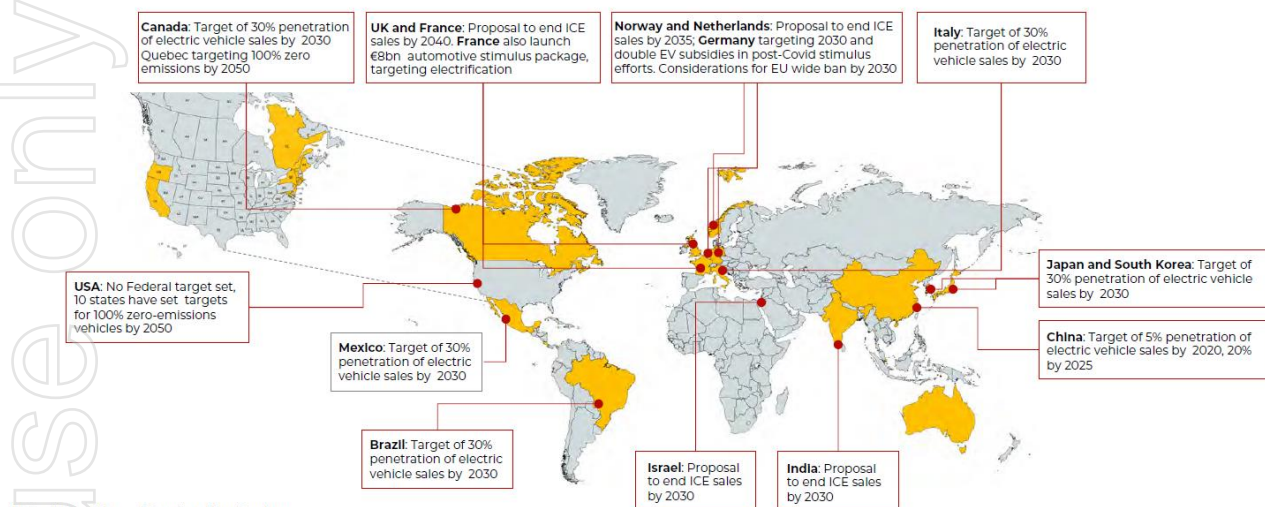 use only
Canada: Target of 30% penetration
of electric vehicle sales by 2030
Quebec targeting 100% zero
emissions by 2050
UK and France: Proposal to end ICE
sales by 2040. France also launch
€8bn automotive stimulus package,
targeting electrification
Norway and Netherlands: Proposal to end ICE
sales by 2035; Germany targeting 2030 and
double EV subsidies in post-Covid stimulus
efforts. Considerations for EU wide ban by 2030
Italy: Target of 30%
penetration of electric
vehicle sales by 2030
USA: No Federal target set,
10 states have set targets
for 100% zero-emissions
vehicles by 2050
Mexico: Target of 30%
penetration of electric
vehicle sales by 2030
Brazil: Target of 30%
penetration of electric
vehicle sales by 2030
Israel: Proposal
to end ICE sales
by 2030
India: Proposal
to end ICE sales
by 2030
Japan and South Korea: Target of
30% penetration of electric vehicle
sales by 2030
China: Target of 5% penetration of
electric vehicle sales by 2020, 20%
by 2025